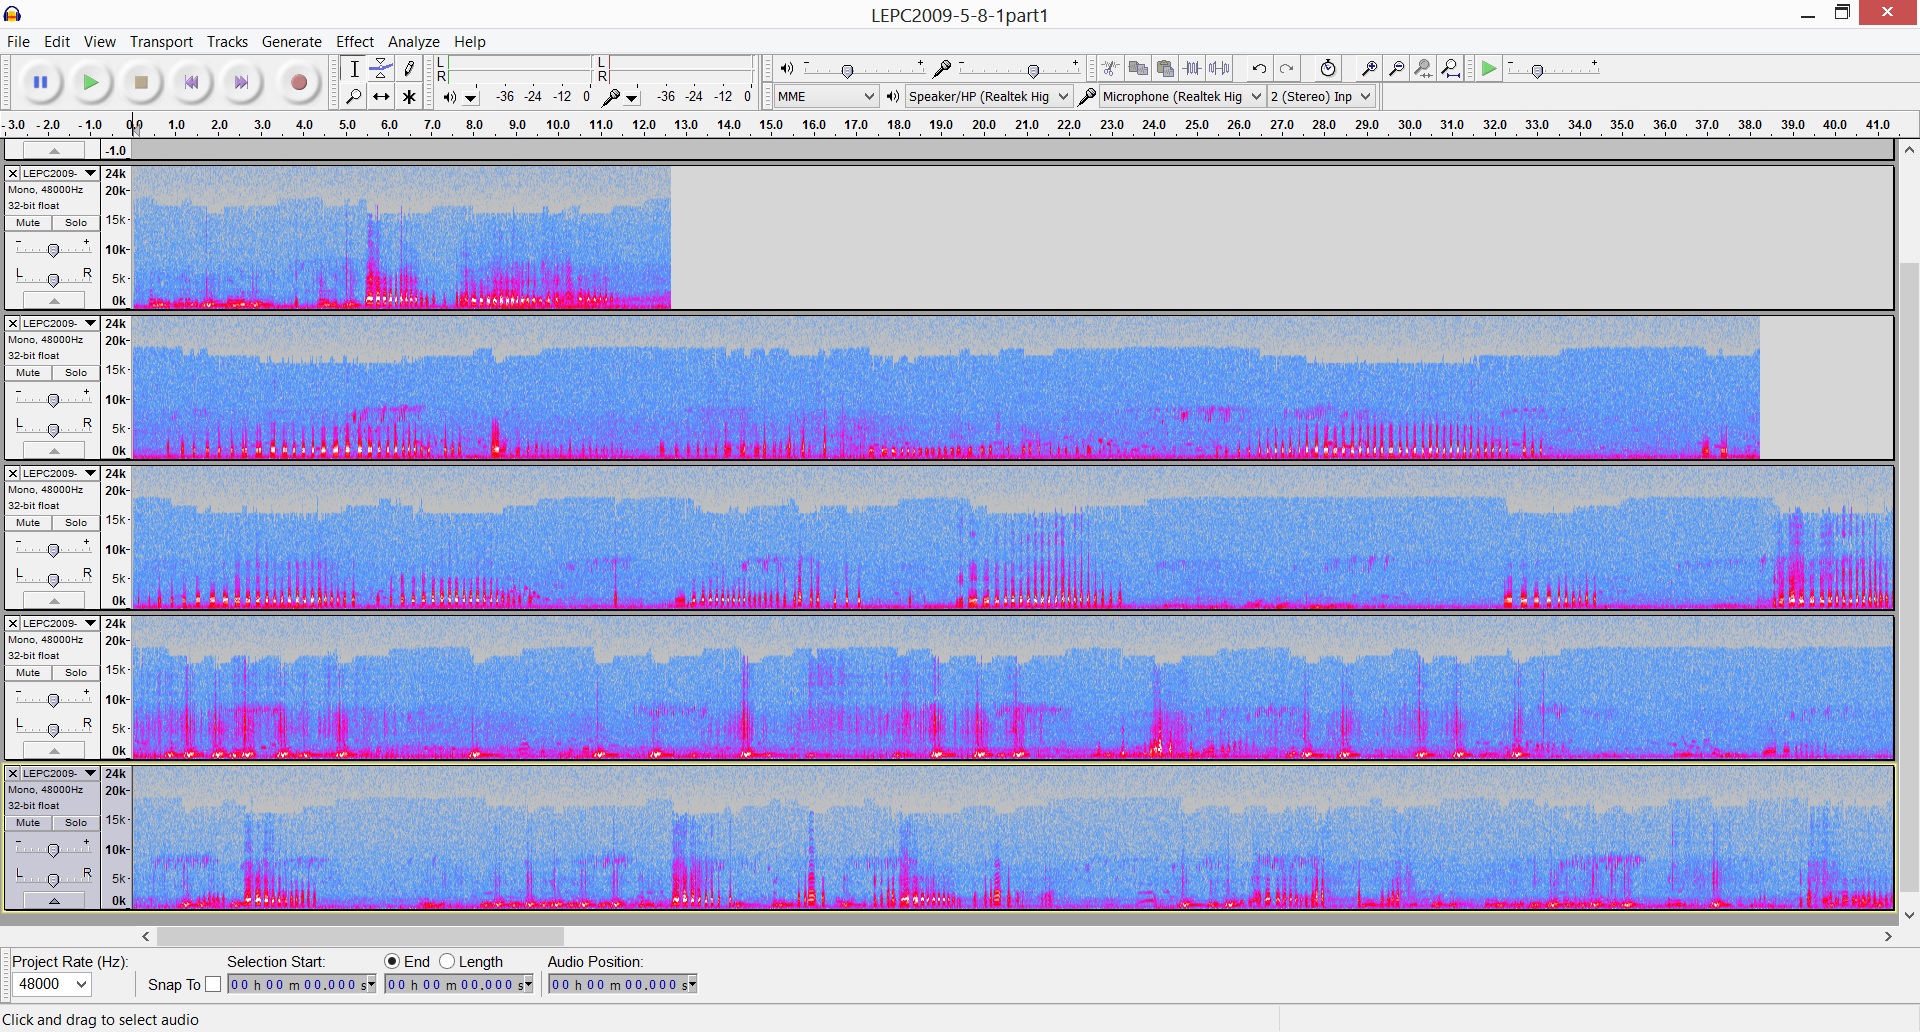 LEPC2009-5-8-1part1
File Edit View Transport Tracks Generate Effect Analyze Help
L
R
-36 -24 -12 0
L
R
-36 -24 -12 0
- +
- +
- +
MME Speaker/HP (Realtek Hig Microphone (Realtek Hig 2 (Stereo) Inp
-3.0 -2.0 -1.0 0.0 1.0 2.0 3.0 4.0 5.0 6.0 7.0 8.0 9.0 10.0 11.0 12.0 13.0 14.0 15.0 16.0 17.0 18.0 19.0 20.0 21.0 22.0 23.0 24.0 25.0 26.0 27.0 28.0 29.0 30.0 31.0 32.0 33.0 34.0 35.0 36.0 37.0 38.0 39.0 40.0 41.0
-1.0
X LEPC2009- 24k
Mono, 48000Hz 20k-
32-bit float 15k-
Mute Solo
- + 10k-
L R 5k-
0k
X LEPC2009- 24k
Mono, 48000Hz 20k-
32-bit float 15k-
Mute Solo
- + 10k-
L R 5k-
0k
X LEPC2009- 24k
Mono, 48000Hz 20k-
32-bit float 15k-
Mute Solo
- + 10k-
L R 5k-
0k
X LEPC2009- 24k
Mono, 48000Hz 20k-
32-bit float 15k-
Mute Solo
- + 10k-
L R 5k-
0k
X LEPC2009- 24k
Mono, 48000Hz 20k-
32-bit float 15k-
Mute Solo
- + 10k-
L R 5k-
0k
Project Rate (Hz): Selection Start: End Length Audio Position:
48000 Snap To 00 h 00 m 00.000 s 00 h 00 m 00.000 s 00 h 00 m 00.000 s
Click and drag to select audio